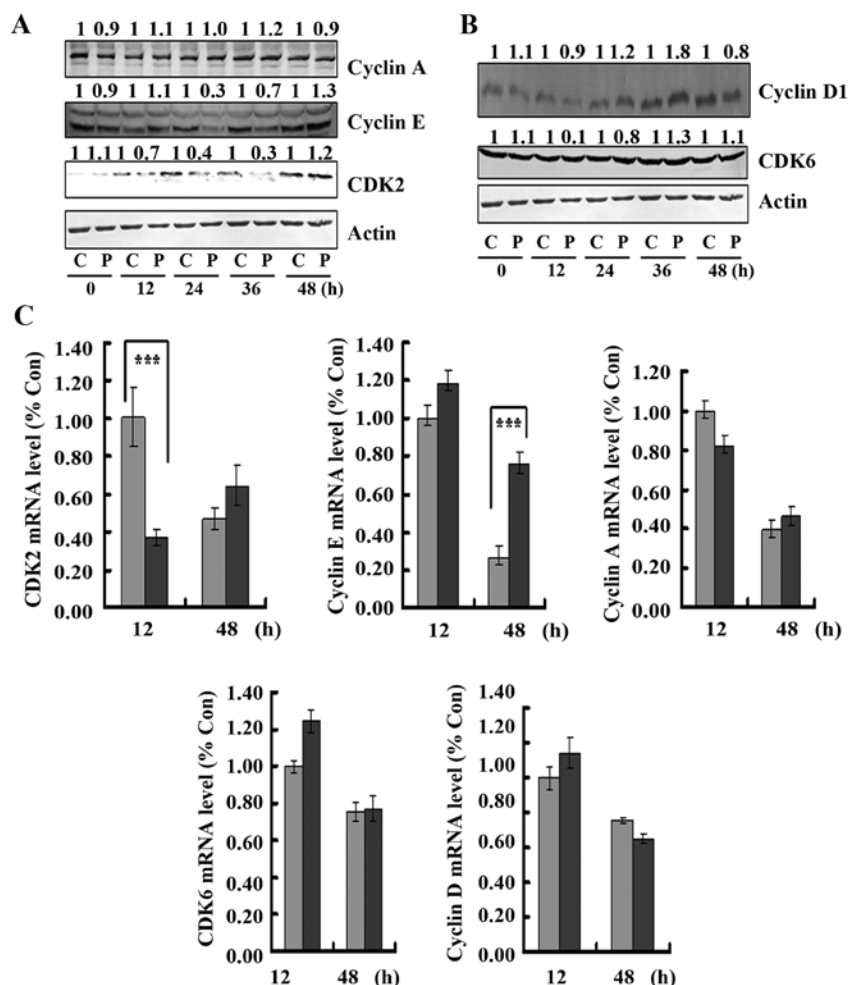 A
1 0.9 1 1.1 1 1.0 1 1.2 1 0.9
Cyclin A
1 0.9 1 1.1 1 0.3 1 0.7 1 1.3
Cyclin E
1 1.1 1 0.7 1 0.4 1 0.3 1 1.2
CDK2
Actin
C P C P C P C P C P
0 12 24 36 48 (h)
B
1 1.1 1 0.9 1 1.2 1 1.8 1 0.8
Cyclin D1
1 1.1 1 0.1 1 0.8 1 1.3 1 1.1
CDK6
Actin
C P C P C P C P C P
0 12 24 36 48 (h)
C
CDK2 mRNA level (% Con)
1.40
1.20
1.00
0.80
0.60
0.40
0.20
0.00
***
12 48 (h)
Cyclin E mRNA level (% Con)
1.40
1.20
1.00
0.80
0.60
0.40
0.20
0.00
***
12 48 (h)
Cyclin A mRNA level (% Con)
1.40
1.20
1.00
0.80
0.60
0.40
0.20
0.00
12 48 (h)
CDK6 mRNA level (% Con)
1.40
1.20
1.00
0.80
0.60
0.40
0.20
0.00
12 48 (h)
Cyclin D mRNA level (% Con)
1.40
1.20
1.00
0.80
0.60
0.40
0.20
0.00
12 48 (h)